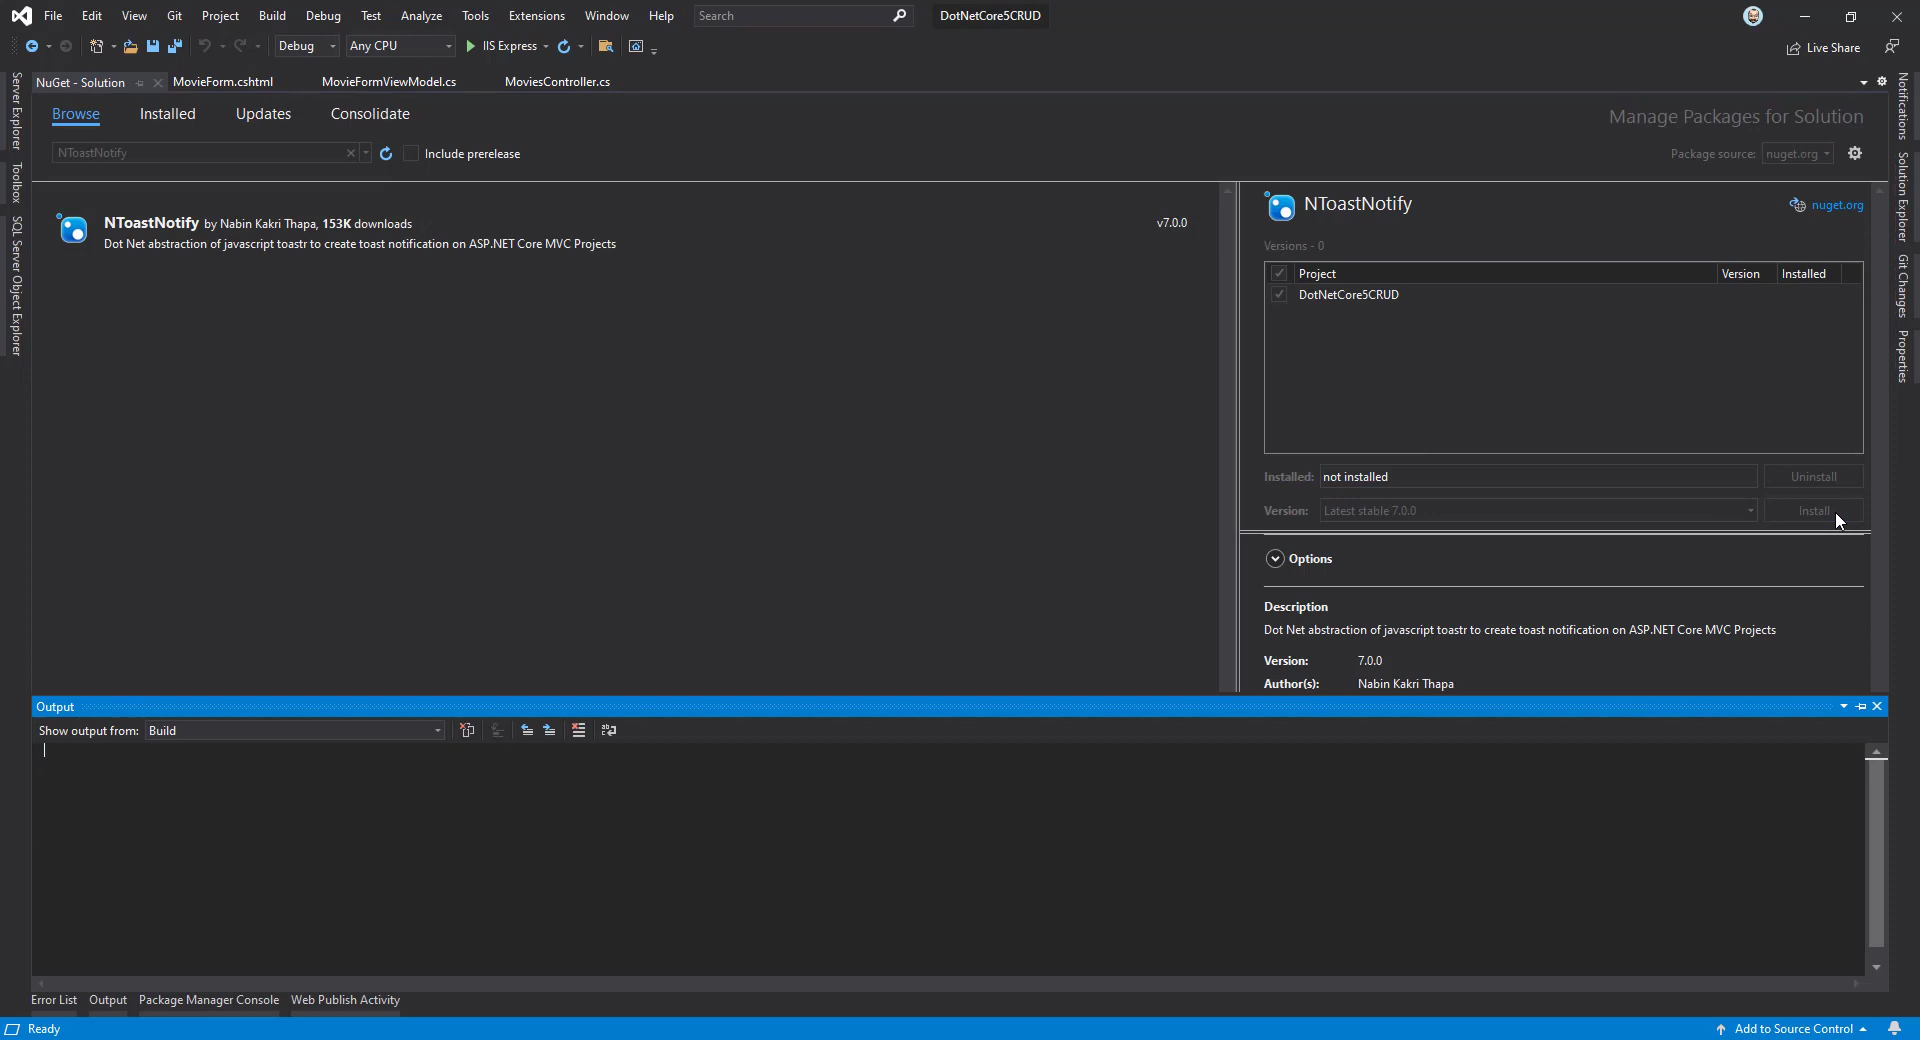 File Edit View Git Project Build Debug Test Analyze Tools Extensions Window Help Search DotNetCore5CRUD
Debug Any CPU IIS Express Live Share
NuGet - Solution MovieForm.cshtml MovieFormViewModel.cs MoviesController.cs
Browse Installed Updates Consolidate Manage Packages for Solution
NToastNotify Include prerelease Package source: nuget.org
NToastNotify by Nabin Kakri Thapa, 153K downloads v7.0.0
Dot Net abstraction of javascript toastr to create toast notification on ASP.NET Core MVC Projects
NToastNotify nuget.org
Versions - 0
Project Version Installed
DotNetCore5CRUD
Installed: not installed Uninstall
Version: Latest stable 7.0.0 Install
Options
Description
Dot Net abstraction of javascript toastr to create toast notification on ASP.NET Core MVC Projects
Version: 7.0.0
Author(s): Nabin Kakri Thapa
Server Explorer
Toolbox
SQL Server Object Explorer
Notifications
Solution Explorer
Git Changes
Properties
Output
Show output from: Build
Error List Output Package Manager Console Web Publish Activity
Ready Add to Source Control